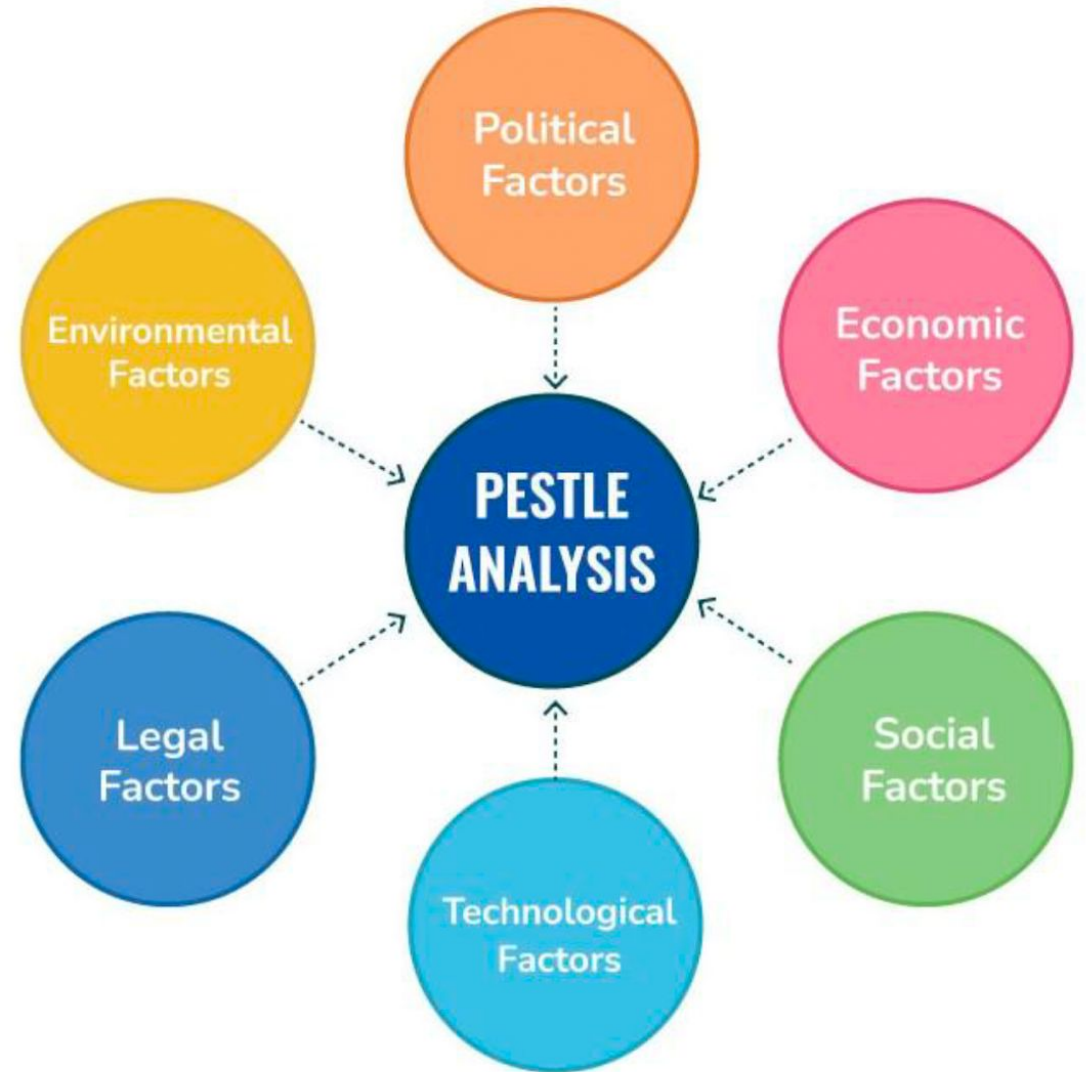 Political
Factors
Economic
Factors
Social
Factors
Technological
Factors
Legal
Factors
Environmental
Factors
PESTLE
ANALYSIS